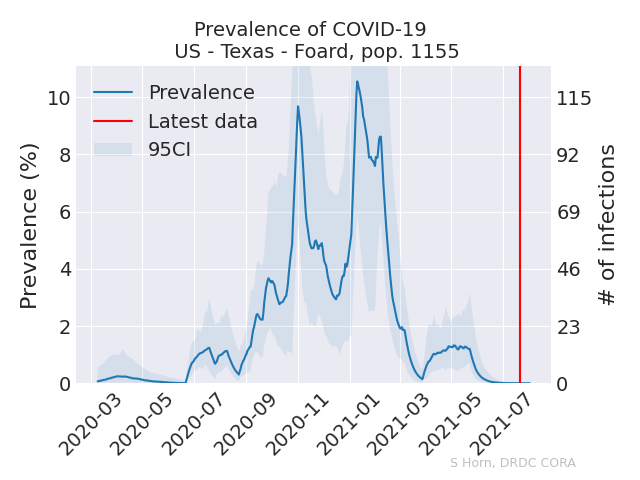 Prevalence of COVID-19
US - Texas - Foard, pop. 1155
Prevalence
Latest data
95CI
Prevalence (%)
10
8
6
4
2
0
# of infections
115
92
69
46
23
0
2020-03
2020-05
2020-07
2020-09
2020-11
2021-01
2021-03
2021-05
2021-07
S Horn, DRDC CORA